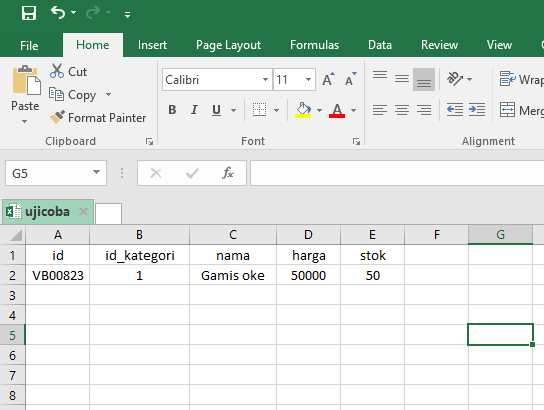 File Home Insert Page Layout Formulas Data Review View
Cut
Copy
Format Painter
Paste
Calibri 11
B I U A
Wrap
Clipboard Font Alignment
G5 fx
ujicoba
A B C D E F G
1 id id_kategori nama harga stok
2 VB00823 1 Gamis oke 50000 50
3
4
5
6
7
8